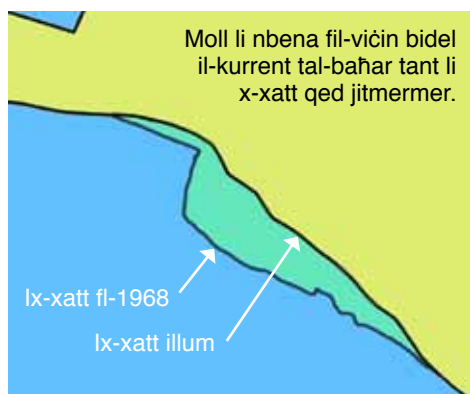 Moll li nbena fil-viċin bidel
il-kurrent tal-baħar tant li
x-xatt qed jitmermer.
Ix-xatt fl-1968
Ix-xatt illum